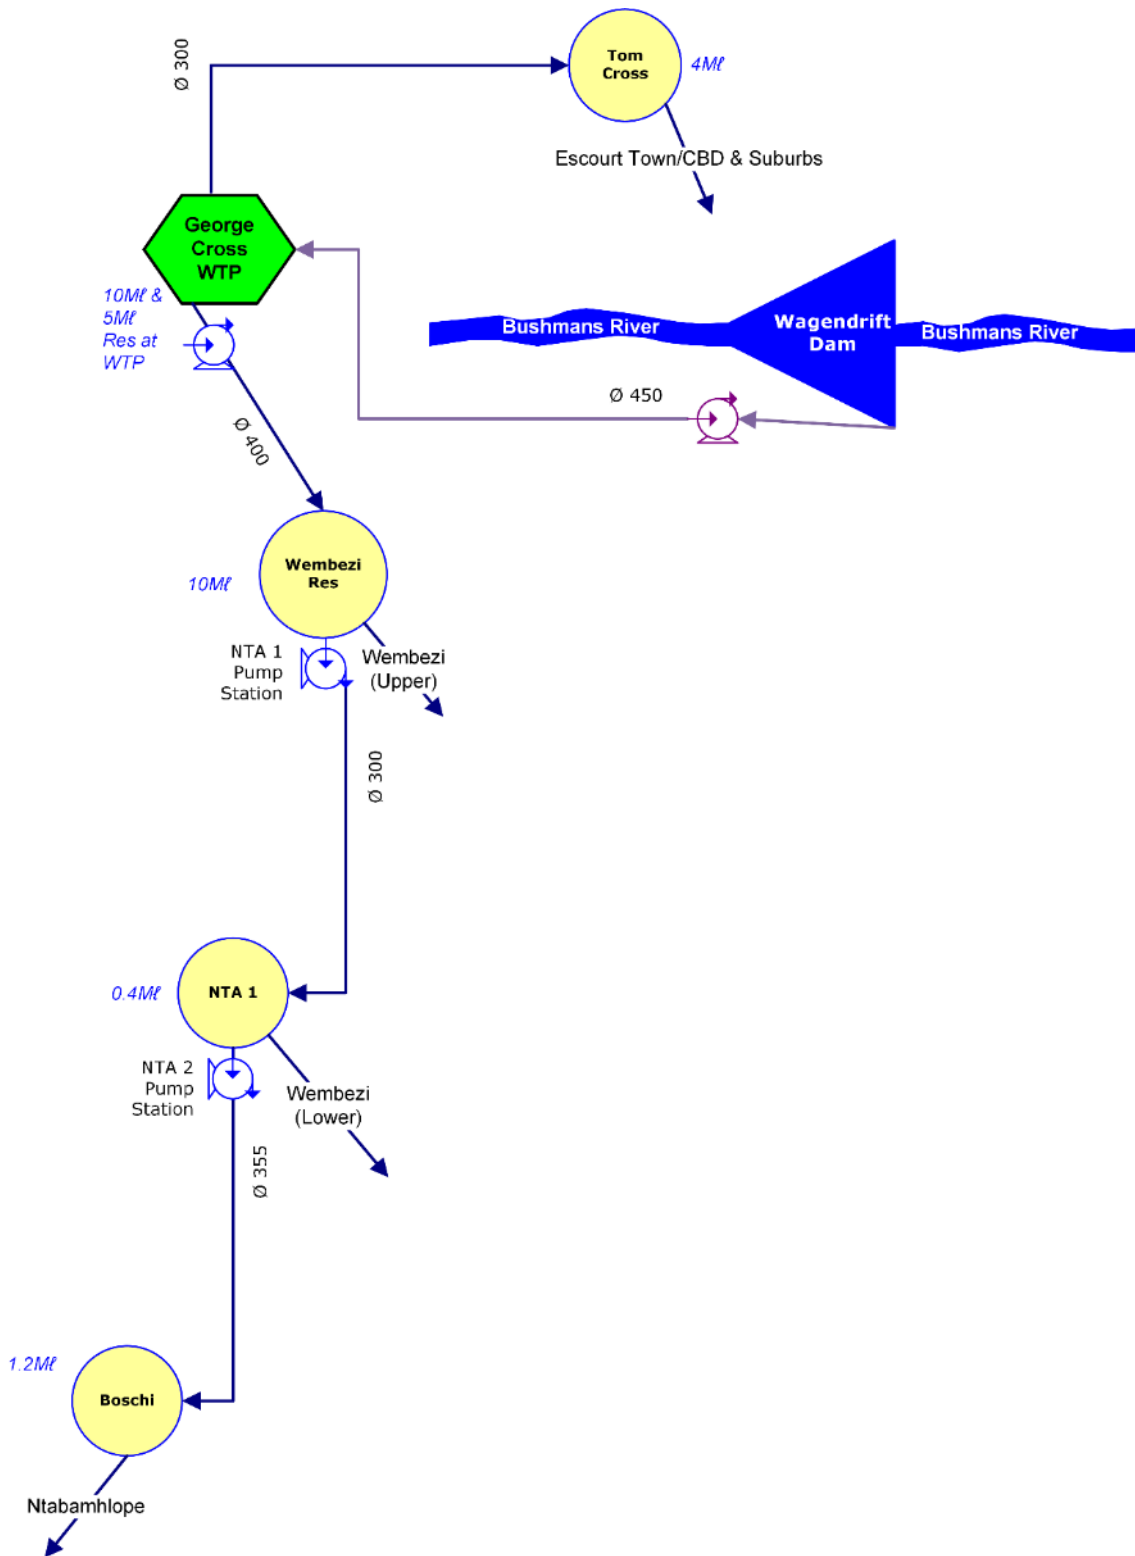 Ø 300
Tom
Cross
4Mℓ
Escourt Town/CBD & Suburbs
George
Cross
WTP
10Mℓ &
5Mℓ
Res at
WTP
Bushmans River
Wagendrift
Dam
Bushmans River
Ø 450
Ø 400
Wembezi
Res
10Mℓ
NTA 1
Pump
Station
Wembezi
(Upper)
Ø 300
NTA 1
0.4Mℓ
NTA 2
Pump
Station
Wembezi
(Lower)
Ø 355
1.2Mℓ
Boschi
Ntabamhlope